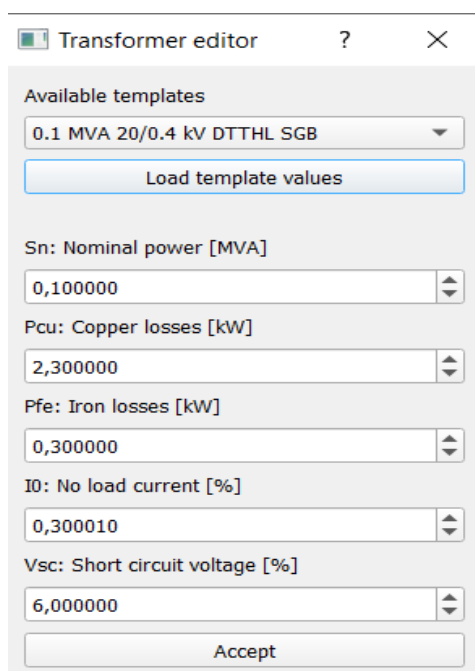 Transformer editor ?
Available templates
0.1 MVA 20/0.4 kV DTTHL SGB
Load template values
Sn: Nominal power [MVA]
0,100000
Pcu: Copper losses [kW]
2,300000
Pfe: Iron losses [kW]
0,300000
I0: No load current [%]
0,300010
Vsc: Short circuit voltage [%]
6,000000
Accept